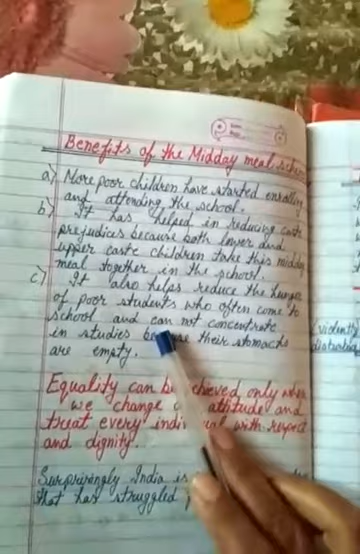 Benefits of the Midday meal sche
a) More poor children have started enrolling
and attending the school.
b) It has helped in reducing caste
prejudices because both lower and
upper caste children take this midday
meal together in the school.
c) It also helps reduce the hunger
of poor students who often come to
school and can not concentrate
in studies because their stomachs
are empty.
Equality can be achieved only when
we change attitude and
treat every with respect
and dignity.
Surprisingly India is
that has struggled
(violently
disturbing